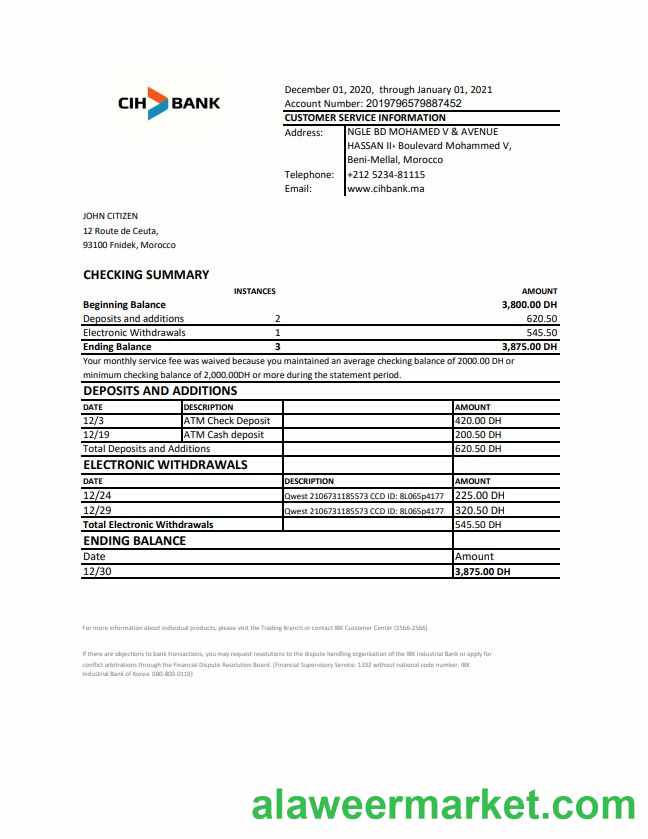 CIH BANK
December 01, 2020, through January 01, 2021
Account Number: 2019796579887452
CUSTOMER SERVICE INFORMATION
Address: NGLE BD MOHAMED V & AVENUE
HASSAN II، Boulevard Mohammed V,
Beni-Mellal, Morocco
Telephone: +212 5234-81115
Email: www.cihbank.ma
JOHN CITIZEN
12 Route de Ceuta,
93100 Fnidek, Morocco
CHECKING SUMMARY
INSTANCES AMOUNT
Beginning Balance 3,800.00 DH
Deposits and additions 2 620.50
Electronic Withdrawals 1 545.50
Ending Balance 3 3,875.00 DH
Your monthly service fee was waived because you maintained an average checking balance of 2000.00 DH or
minimum checking balance of 2,000.00DH or more during the statement period.
DEPOSITS AND ADDITIONS
DATE DESCRIPTION AMOUNT
12/3 ATM Check Deposit 420.00 DH
12/19 ATM Cash deposit 200.50 DH
Total Deposits and Additions 620.50 DH
ELECTRONIC WITHDRAWALS
DATE DESCRIPTION AMOUNT
12/24 Qwest 2106731185573 CCD ID: 8L065p4177 225.00 DH
12/29 Qwest 2106731185573 CCD ID: 8L065p4177 320.50 DH
Total Electronic Withdrawals 545.50 DH
ENDING BALANCE
Date Amount
12/30 3,875.00 DH
For more information about individual products, please visit the Trading Branch or contact IBK Customer Center (1566-2566)
If there are objections to bank transactions, you may request resolutions to the dispute handling organisation of the IBK Industrial Bank or apply for
conflict arbitrations through the Financial Dispute Resolution Board. (Financial Supervisory Service: 1332 without national code number, IBK
Industrial Bank of Korea: 080-800-0119)
alaweermarket.com